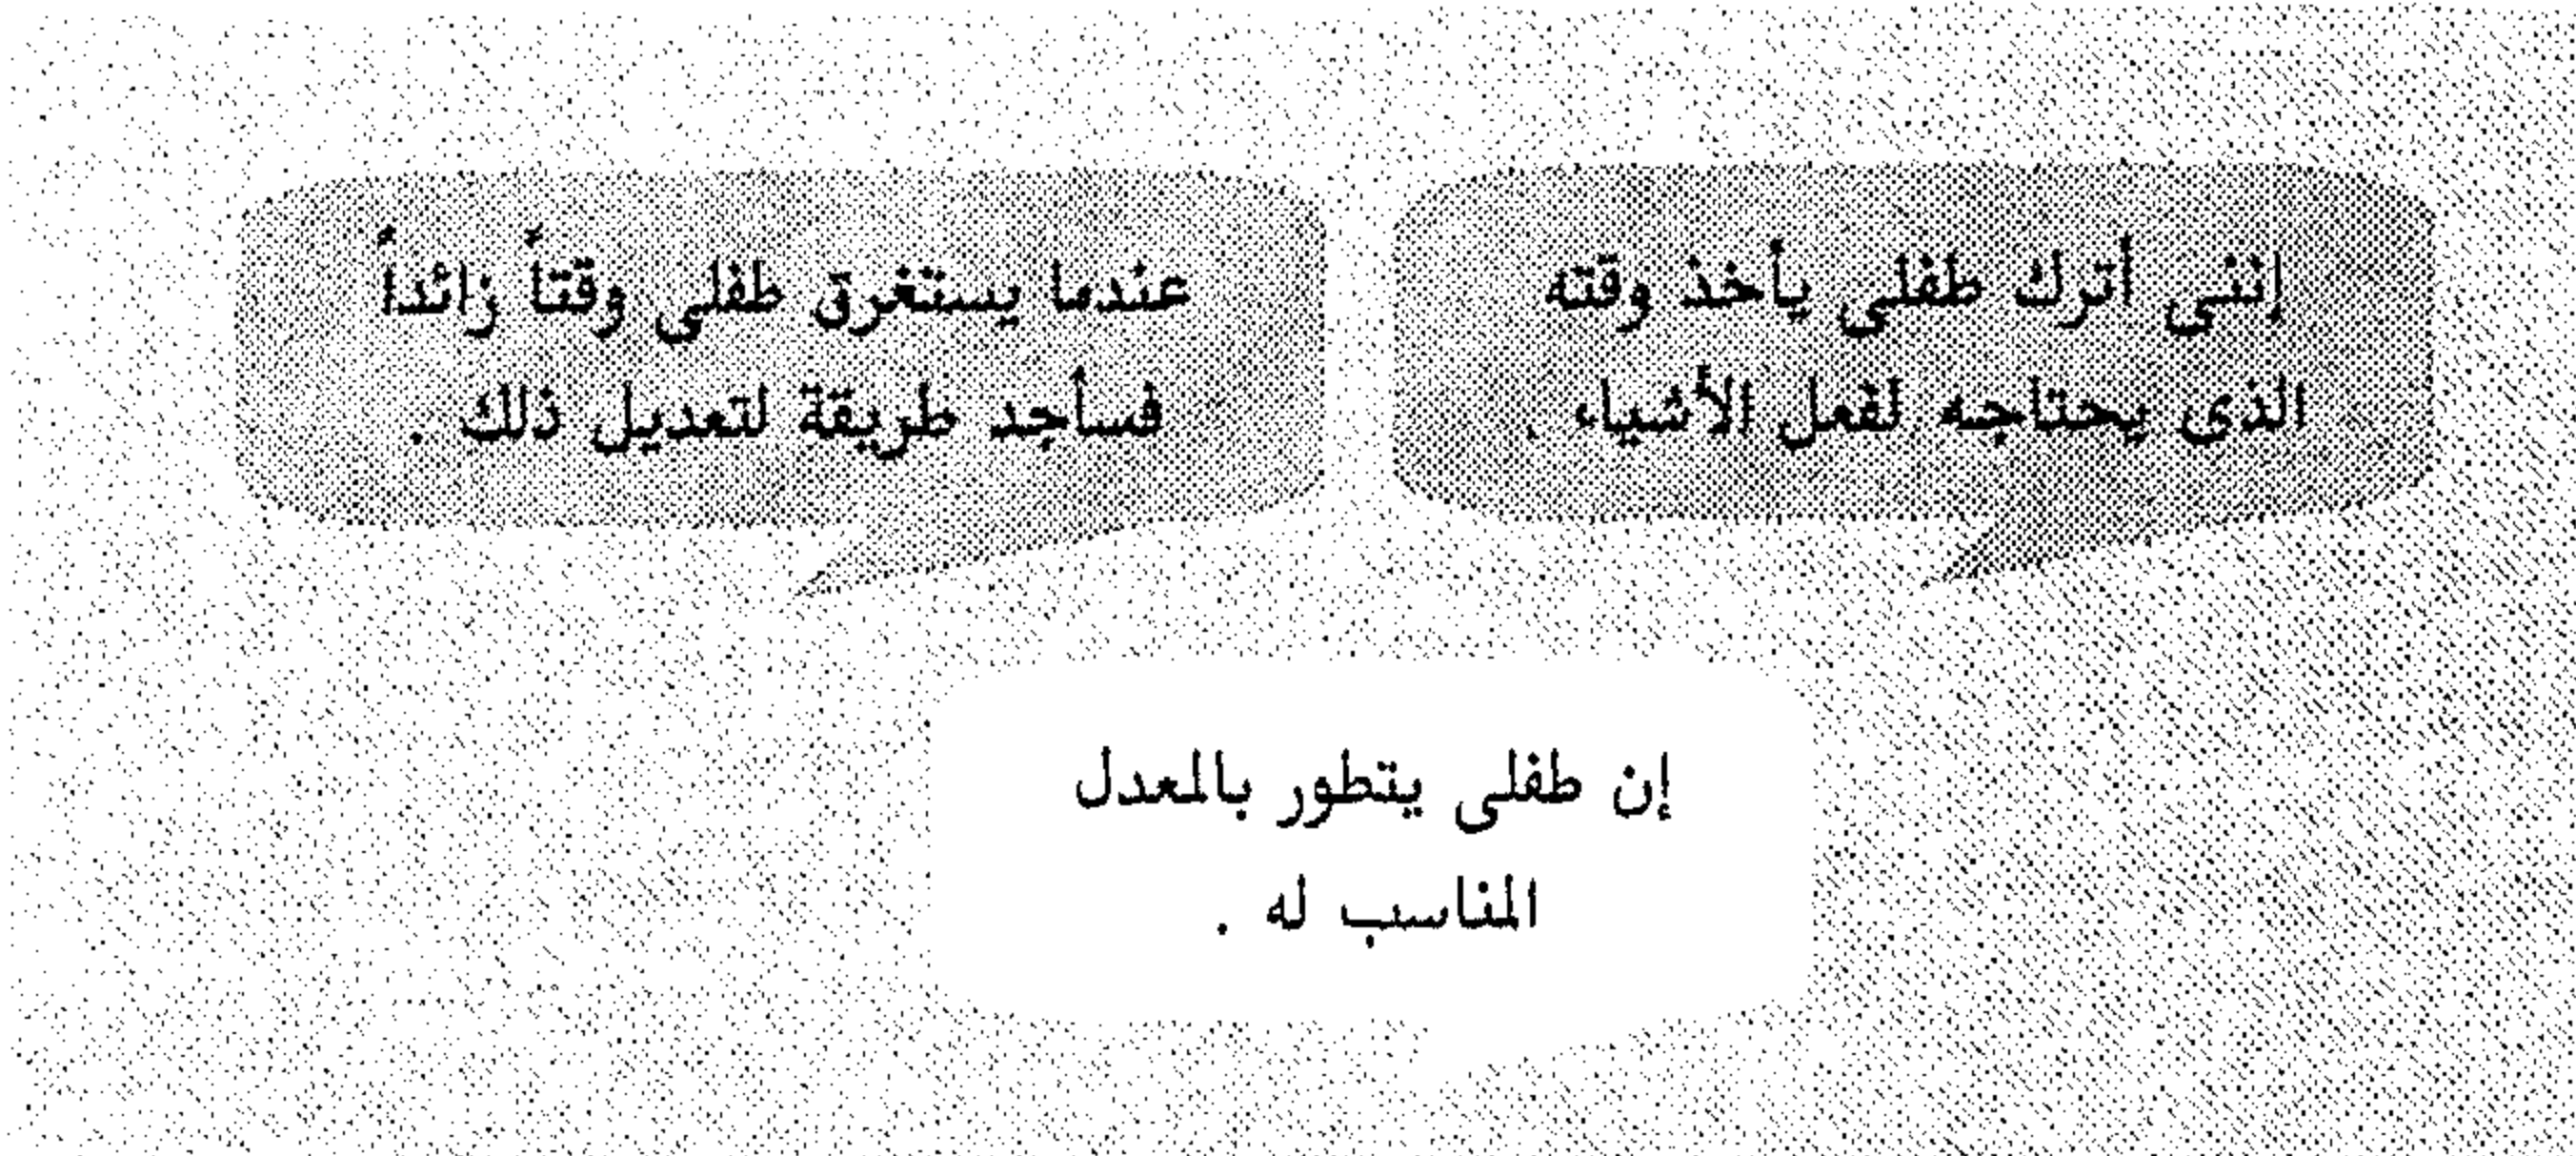 إننى أترك طفلى يأخذ وقته
الذى يحتاجه لفعل الأشياء .
عندما يستغرق طفلى وقتاً زائداً
فسأجد طريقة لتعديل ذلك .
إن طفلى يتطور بالمعدل
المناسب له .